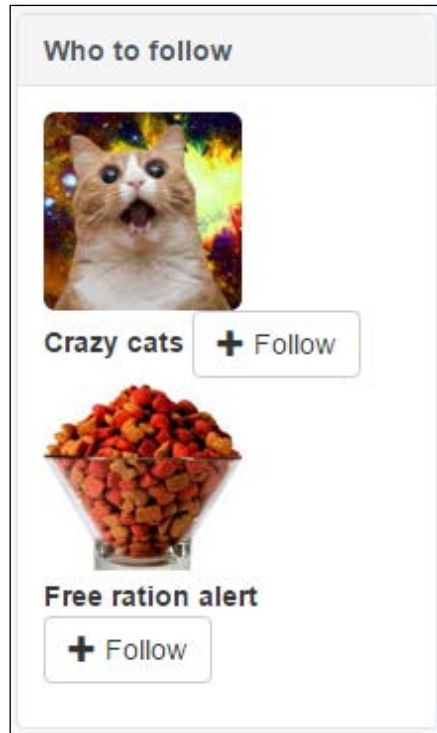 Who to follow
Crazy cats + Follow
Free ration alert
+ Follow